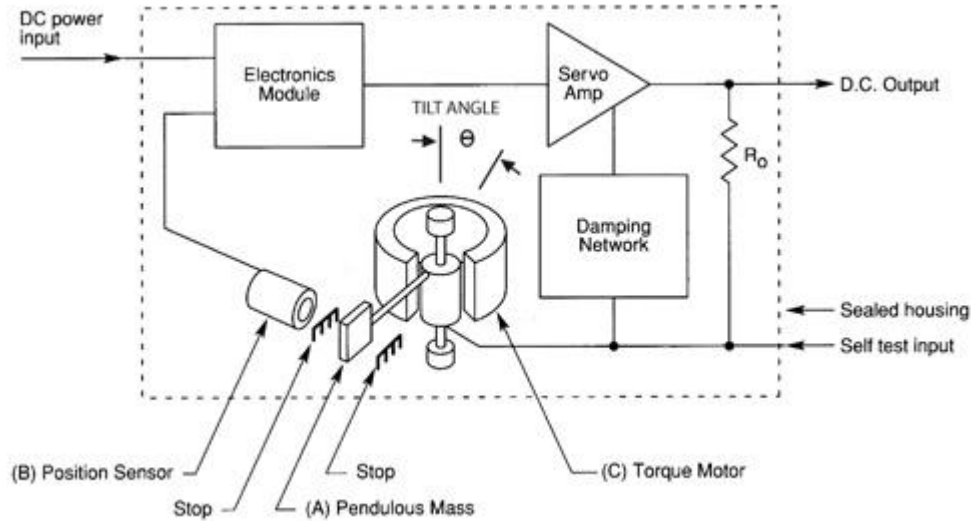 DC power
input
Electronics
Module
Servo
Amp
D.C. Output
TILT ANGLE
Θ
Ro
Damping
Network
Sealed housing
Self test input
(B) Position Sensor
Stop
(C) Torque Motor
Stop
(A) Pendulous Mass